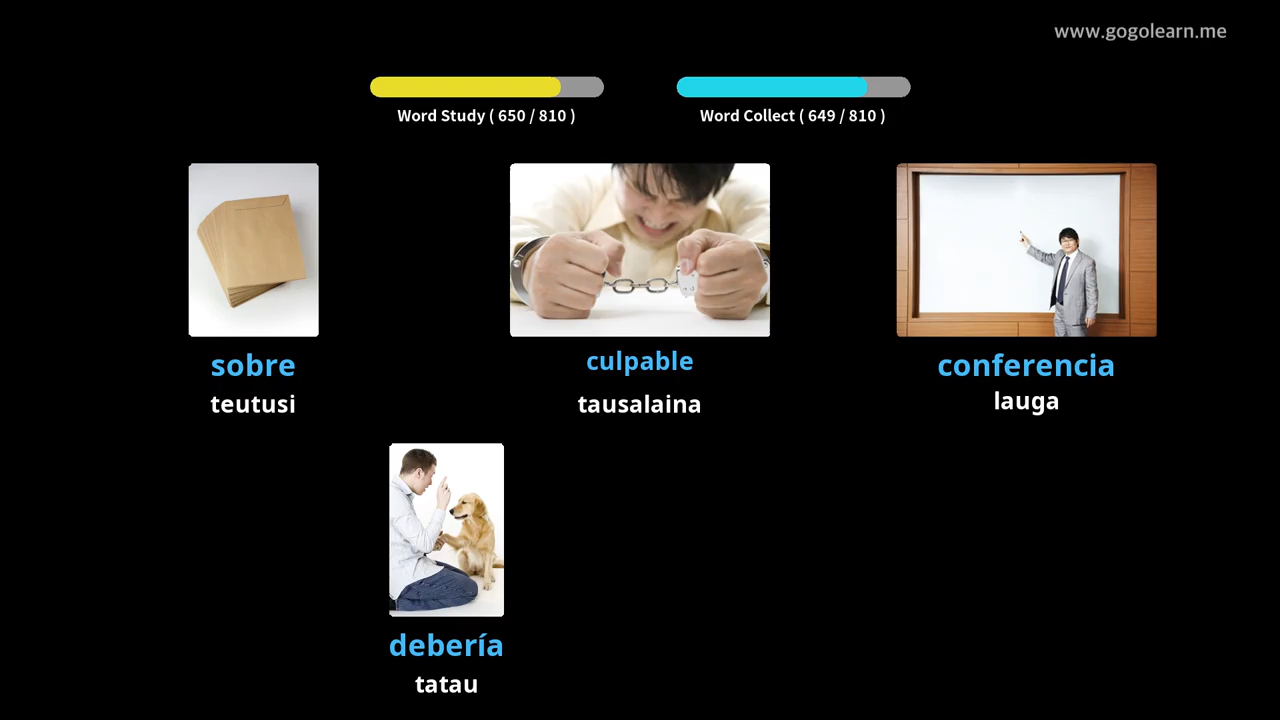 www.gogolearn.me
Word Study ( 650 / 810 )
Word Collect ( 649 / 810 )
sobre
teutusi
culpable
tausalaina
conferencia
lauga
debería
tatau